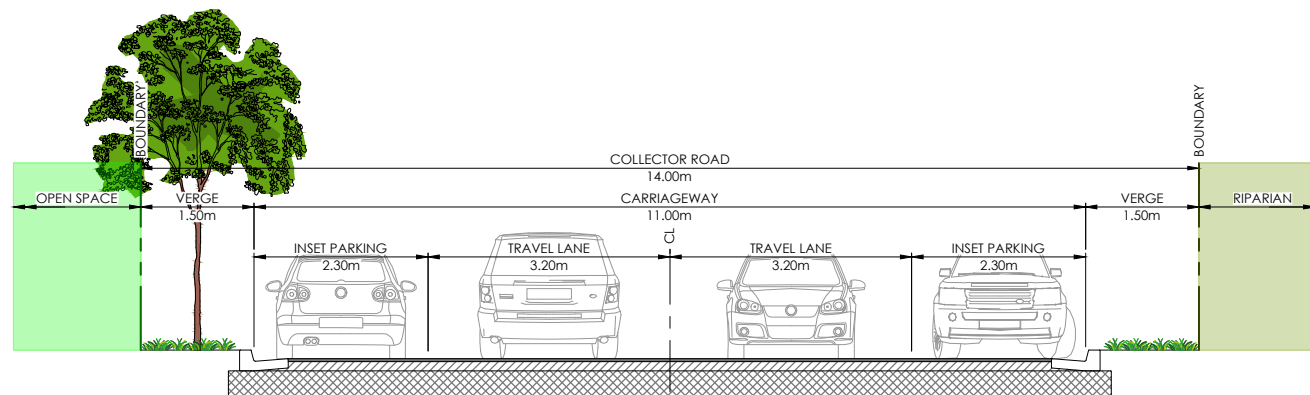 BOUNDARY
BOUNDARY
COLLECTOR ROAD
14.00m
OPEN SPACE
VERGE
1.50m
CARRIAGEWAY
11.00m
VERGE
1.50m
RIPARIAN
CL
INSET PARKING
2.30m
TRAVEL LANE
3.20m
TRAVEL LANE
3.20m
INSET PARKING
2.30m